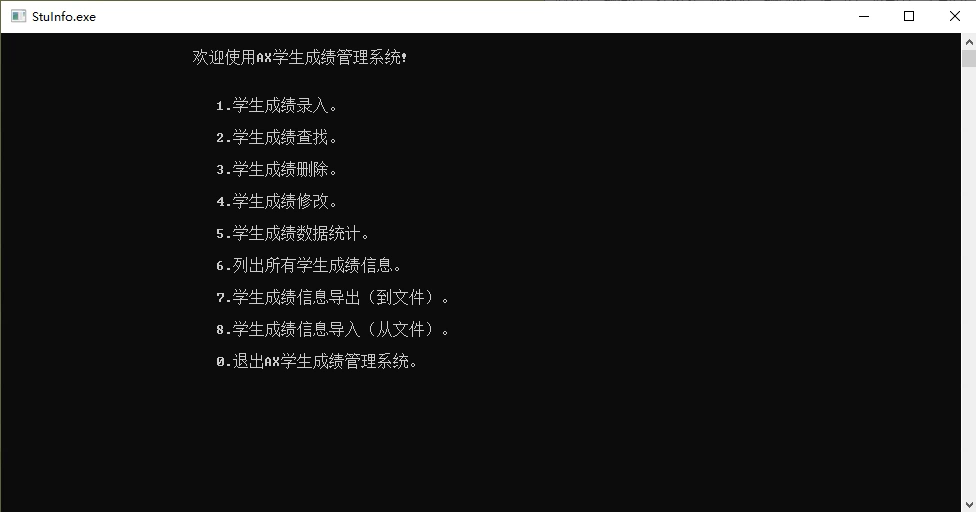 StuInfo.exe
欢迎使用AX学生成绩管理系统!
1.学生成绩录入。
2.学生成绩查找。
3.学生成绩删除。
4.学生成绩修改。
5.学生成绩数据统计。
6.列出所有学生成绩信息。
7.学生成绩信息导出（到文件）。
8.学生成绩信息导入（从文件）。
0.退出AX学生成绩管理系统。